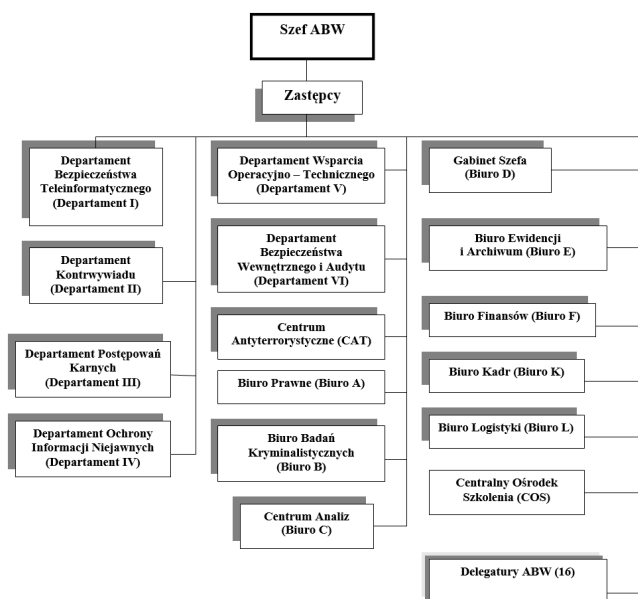 Szef ABW
Zastępcy
Departament
Bezpieczeństwa
Teleinformatycznego
(Departament I)
Departament
Kontrwywiadu
(Departament II)
Departament Postępowań
Karnych
(Departament III)
Departament Ochrony
Informacji Niejawnych
(Departament IV)
Departament Wsparcia
Operacyjno – Technicznego
(Departament V)
Departament
Bezpieczeństwa
Wewnętrznego i Audytu
(Departament VI)
Centrum
Antyterrorystyczne (CAT)
Biuro Prawne (Biuro A)
Biuro Badań
Kryminalistycznych
(Biuro B)
Centrum Analiz
(Biuro C)
Gabinet Szefa
(Biuro D)
Biuro Ewidencji
i Archiwum (Biuro E)
Biuro Finansów (Biuro F)
Biuro Kadr (Biuro K)
Biuro Logistyki (Biuro L)
Centralny Ośrodek
Szkolenia (COS)
Delegatury ABW (16)